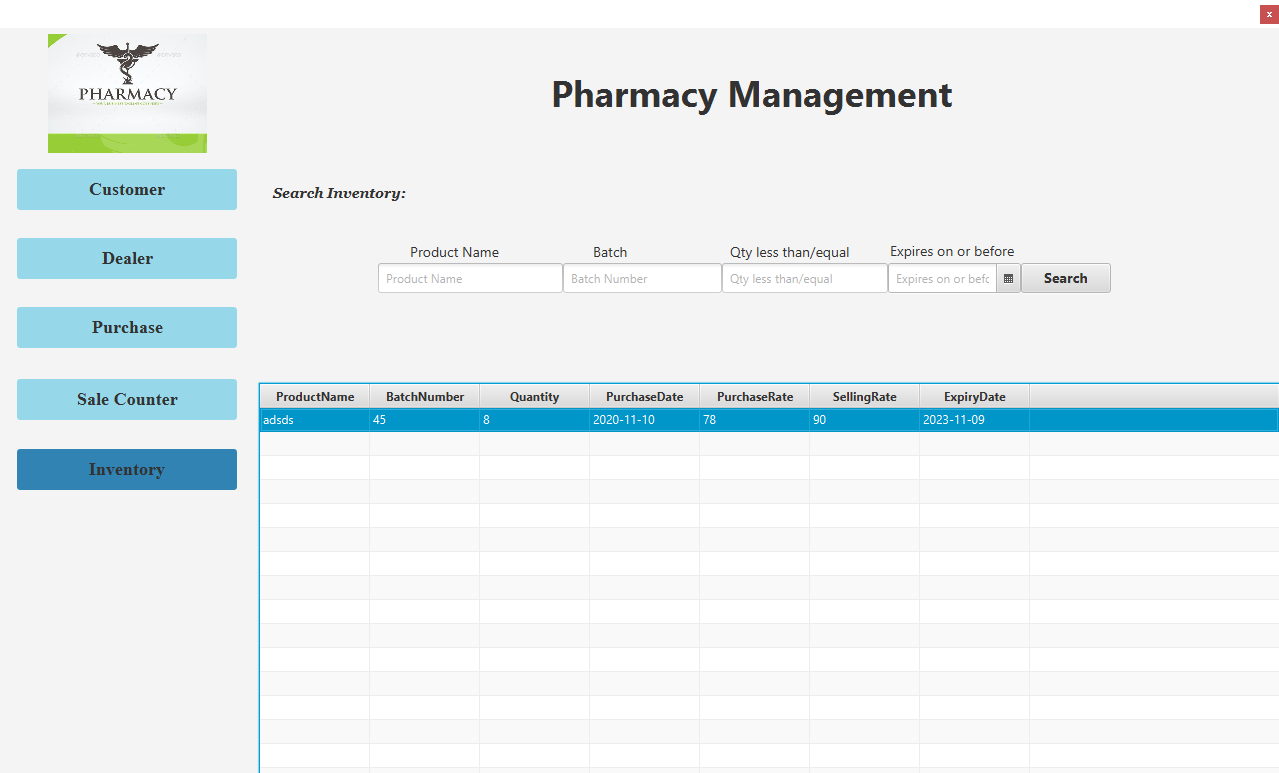 x
PHARMACY
Pharmacy Management
Customer
Dealer
Purchase
Sale Counter
Inventory
Search Inventory:
Product Name Batch Qty less than/equal Expires on or before
Product Name Batch Number Qty less than/equal Expires on or befc Search
ProductName BatchNumber Quantity PurchaseDate PurchaseRate SellingRate ExpiryDate
adsds 45 8 2020-11-10 78 90 2023-11-09